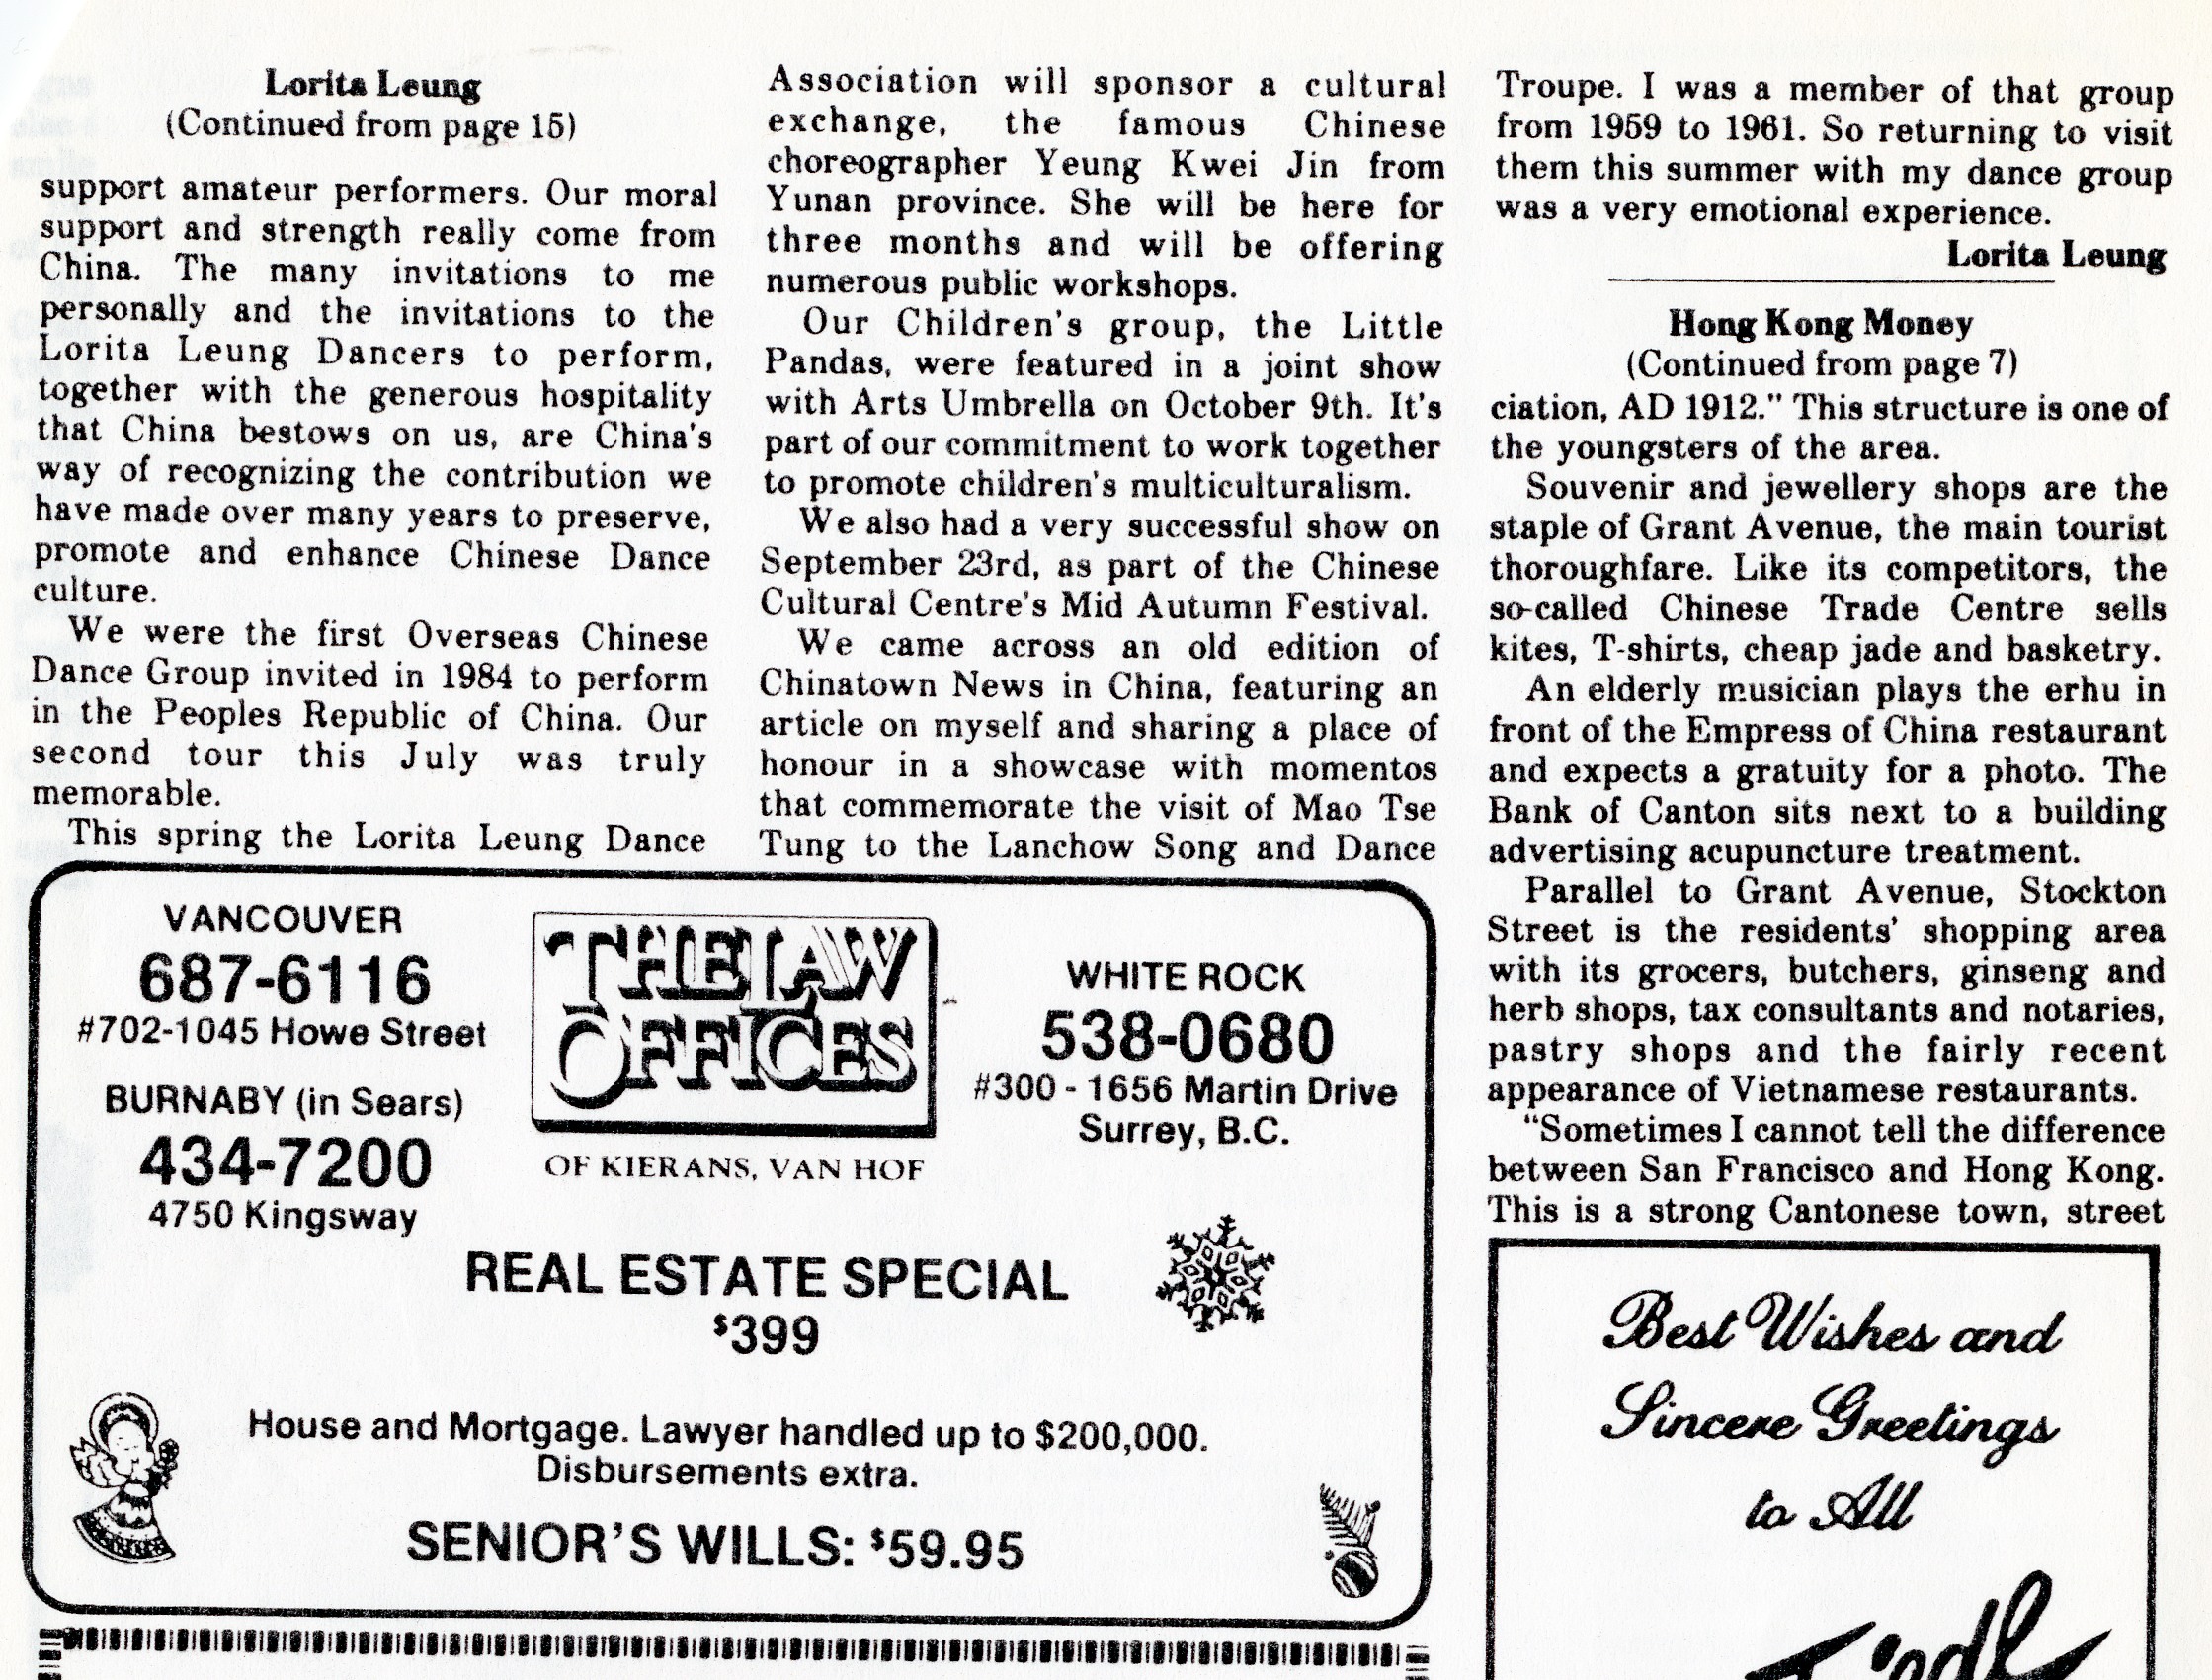 Lorita Leung
(Continued from page 15)
support amateur performers. Our moral
support and strength really come from
China. The many invitations to me
personally and the invitations to the
Lorita Leung Dancers to perform,
together with the generous hospitality
that China bestows on us, are China's
way of recognizing the contribution we
have made over many years to preserve,
promote and enhance Chinese Dance
culture.
We were the first Overseas Chinese
Dance Group invited in 1984 to perform
in the Peoples Republic of China. Our
second tour this July was truly
memorable.
This spring the Lorita Leung Dance
Association will sponsor a cultural
exchange, the famous Chinese
choreographer Yeung Kwei Jin from
Yunan province. She will be here for
three months and will be offering
numerous public workshops.
Our Children's group, the Little
Pandas, were featured in a joint show
with Arts Umbrella on October 9th. It's
part of our commitment to work together
to promote children's multiculturalism.
We also had a very successful show on
September 23rd, as part of the Chinese
Cultural Centre's Mid Autumn Festival.
We came across an old edition of
Chinatown News in China, featuring an
article on myself and sharing a place of
honour in a showcase with momentos
that commemorate the visit of Mao Tse
Tung to the Lanchow Song and Dance
Troupe. I was a member of that group
from 1959 to 1961. So returning to visit
them this summer with my dance group
was a very emotional experience.
Lorita Leung
Hong Kong Money
(Continued from page 7)
ciation, AD 1912." This structure is one of
the youngsters of the area.
Souvenir and jewellery shops are the
staple of Grant Avenue, the main tourist
thoroughfare. Like its competitors, the
so-called Chinese Trade Centre sells
kites, T-shirts, cheap jade and basketry.
An elderly musician plays the erhu in
front of the Empress of China restaurant
and expects a gratuity for a photo. The
Bank of Canton sits next to a building
advertising acupuncture treatment.
Parallel to Grant Avenue, Stockton
Street is the residents' shopping area
with its grocers, butchers, ginseng and
herb shops, tax consultants and notaries,
pastry shops and the fairly recent
appearance of Vietnamese restaurants.
"Sometimes I cannot tell the difference
between San Francisco and Hong Kong.
This is a strong Cantonese town, street
VANCOUVER
687-6116
#702-1045 Howe Street
BURNABY (in Sears)
434-7200
4750 Kingsway
THE LAW
OFFICES
OF KIERANS, VAN HOF
WHITE ROCK
538-0680
#300 - 1656 Martin Drive
Surrey, B.C.
REAL ESTATE SPECIAL
$399
House and Mortgage. Lawyer handled up to $200,000.
Disbursements extra.
SENIOR'S WILLS: $59.95
Best Wishes and
Sincere Greetings
to All